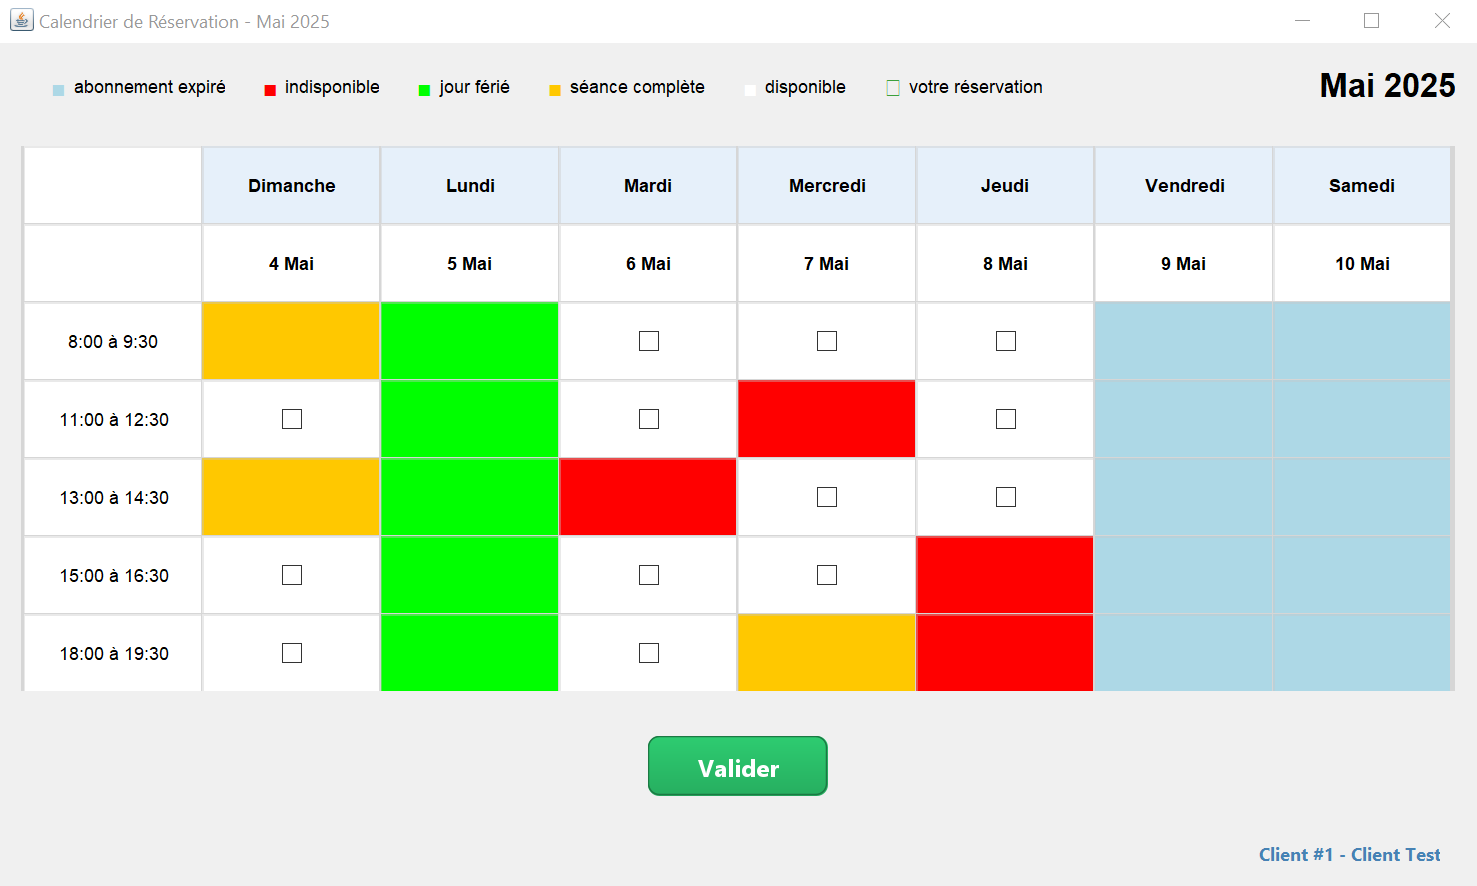 Calendrier de Réservation - Mai 2025
abonnement expiré indisponible jour férié séance complète disponible votre réservation Mai 2025
Dimanche Lundi Mardi Mercredi Jeudi Vendredi Samedi
4 Mai 5 Mai 6 Mai 7 Mai 8 Mai 9 Mai 10 Mai
8:00 à 9:30
11:00 à 12:30
13:00 à 14:30
15:00 à 16:30
18:00 à 19:30
Valider
Client #1 - Client Test